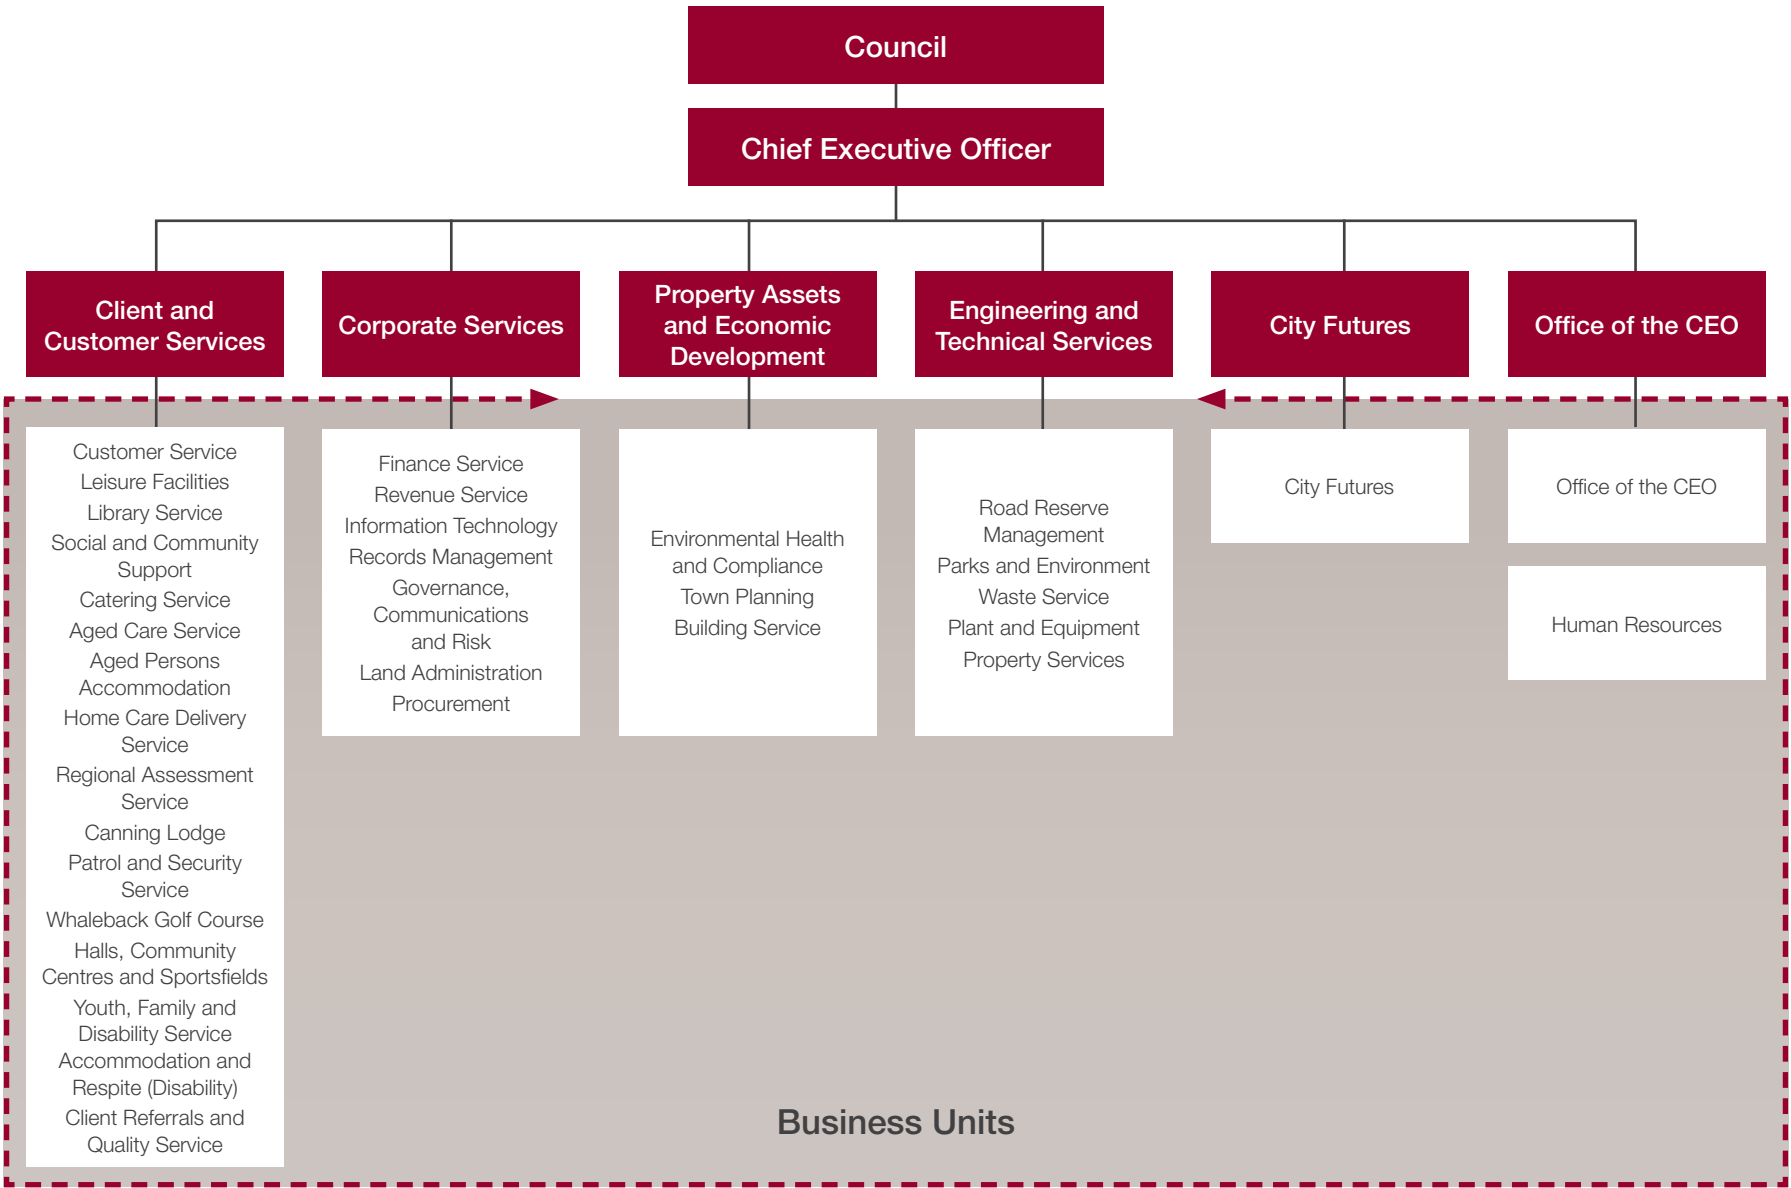 Council
Chief Executive Officer
Client and
Customer Services
Corporate Services
Property Assets
and Economic
Development
Engineering and
Technical Services
City Futures
Office of the CEO
Customer Service
Leisure Facilities
Library Service
Social and Community
Support
Catering Service
Aged Care Service
Aged Persons
Accommodation
Home Care Delivery
Service
Regional Assessment
Service
Canning Lodge
Patrol and Security
Service
Whaleback Golf Course
Halls, Community
Centres and Sportsfields
Youth, Family and
Disability Service
Accommodation and
Respite (Disability)
Client Referrals and
Quality Service
Finance Service
Revenue Service
Information Technology
Records Management
Governance,
Communications
and Risk
Land Administration
Procurement
Environmental Health
and Compliance
Town Planning
Building Service
Road Reserve
Management
Parks and Environment
Waste Service
Plant and Equipment
Property Services
City Futures
Office of the CEO
Human Resources
Business Units